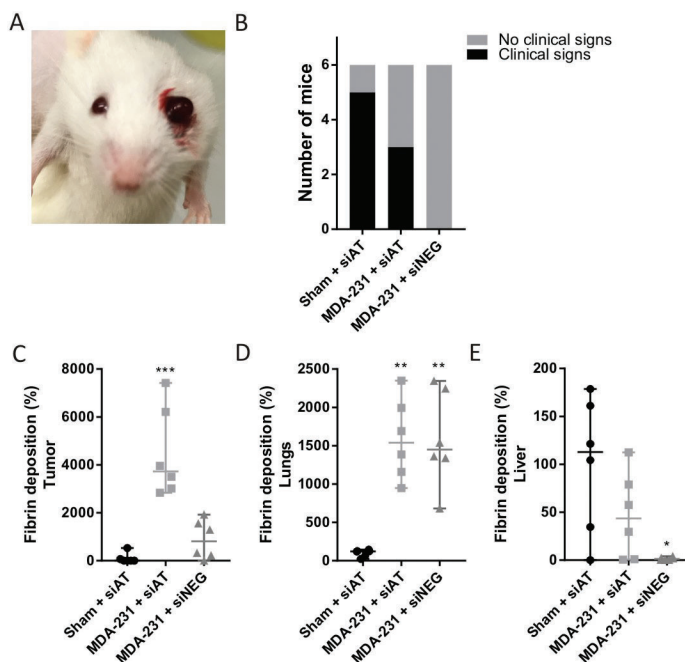 A
B
No clinical signs
Clinical signs
Number of mice
6
4
2
0
Sham + siAT
MDA-231 + siAT
MDA-231 + siNEG
C
Fibrin deposition (%)
Tumor
8000
6000
4000
2000
0
***
Sham + siAT
MDA-231 + siAT
MDA-231 + siNEG
D
Fibrin deposition (%)
Lungs
2500
2000
1500
1000
500
0
**
**
Sham + siAT
MDA-231 + siAT
MDA-231 + siNEG
E
Fibrin deposition (%)
Liver
200
150
100
50
0
*
Sham + siAT
MDA-231 + siAT
MDA-231 + siNEG